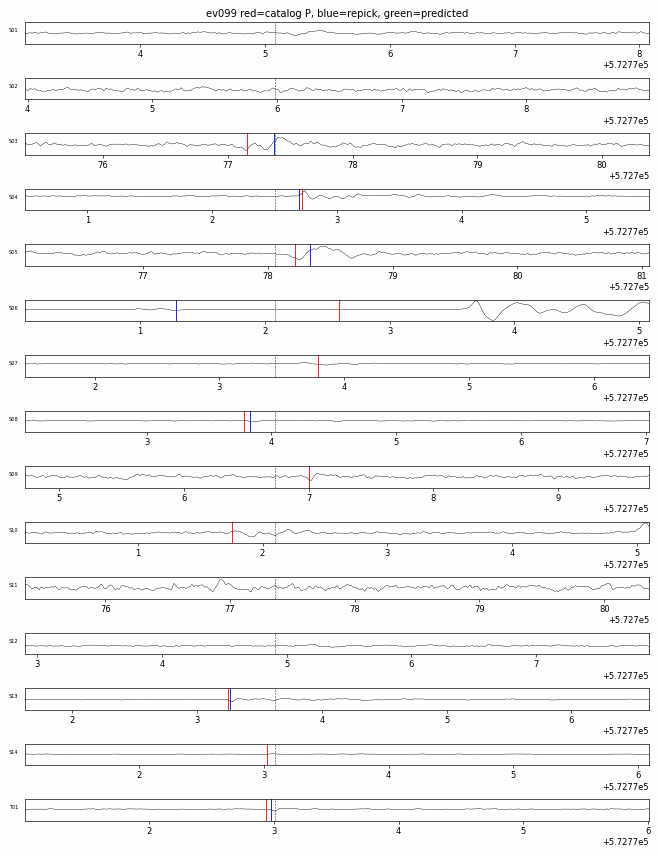 ev099 red=catalog P, blue=repick, green=predicted
S01
4 5 6 7 8
+5.7277e5
S02
4 5 6 7 8
+5.7277e5
S03
76 77 78 79 80
+5.727e5
S04
1 2 3 4 5
+5.7277e5
S05
77 78 79 80 81
+5.727e5
S06
1 2 3 4 5
+5.7277e5
S07
2 3 4 5 6
+5.7277e5
S08
3 4 5 6 7
+5.7277e5
S09
5 6 7 8 9
+5.7277e5
S10
1 2 3 4 5
+5.7277e5
S11
76 77 78 79 80
+5.727e5
S12
3 4 5 6 7
+5.7277e5
S13
2 3 4 5 6
+5.7277e5
S14
2 3 4 5 6
+5.7277e5
T01
2 3 4 5 6
+5.7277e5